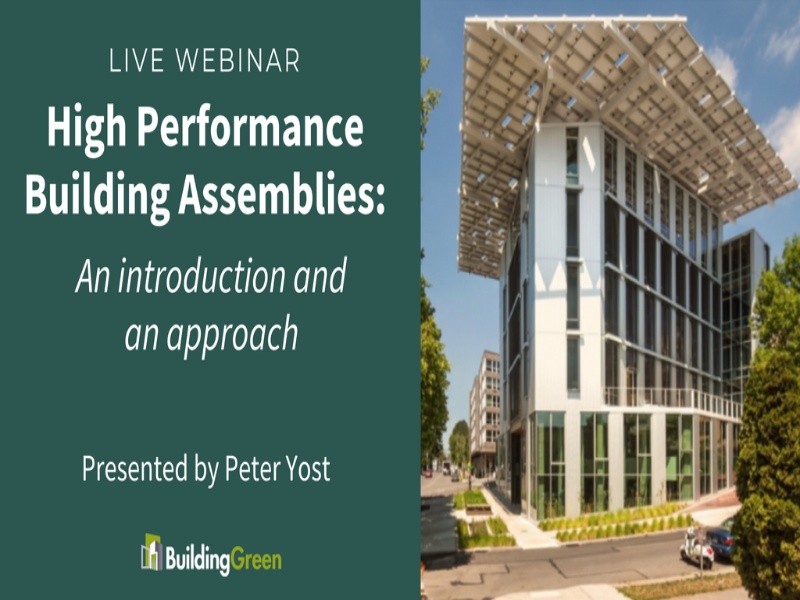 LIVE WEBINAR
High Performance
Building Assemblies:
An introduction and
an approach
Presented by Peter Yost
BuildingGreen